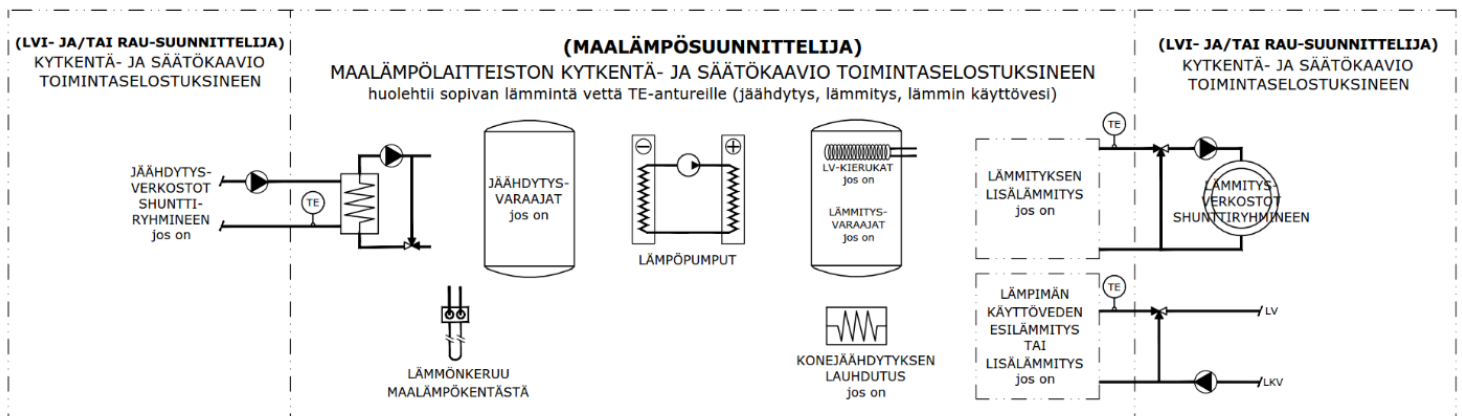 (LVI- JA/TAI RAU-SUUNNITTELIJA)
KYTKENTÄ- JA SÄÄTÖKAAVIO
TOIMINTASELOSTUKSINEEN
(MAALÄMPÖSUUNNITTELIJA)
MAALÄMPÖLAITTEISTON KYTKENTÄ- JA SÄÄTÖKAAVIO TOIMINTASELOSTUKSINEEN
huolehtii sopivan lämmintä vettä TE-antureille (jäähdytys, lämmitys, lämmin käyttövesi)
(LVI- JA/TAI RAU-SUUNNITTELIJA)
KYTKENTÄ- JA SÄÄTÖKAAVIO
TOIMINTASELOSTUKSINEEN
JÄÄHDYTYS-
VERKOSTOT
SHUNTTI-
RYHMINEEN
jos on
TE
JÄÄHDYTYS-
VARAAJAT
jos on
LÄMPÖPUMPUT
LV-KIERUKAT
jos on
LÄMMITYS-
VARAAJAT
jos on
LÄMMITYKSEN
LISÄLÄMMITYS
jos on
TE
LÄMMITYS-
VERKOSTOT
SHUNTTIRYHMINEEN
LÄMMÖNKERUU
MAALÄMPÖKENTÄSTÄ
KONEJÄÄHDYTYKSEN
LAUHDUTUS
jos on
LÄMPIMÄN
KÄYTTÖVEDEN
ESILÄMMITYS
TAI
LISÄLÄMMITYS
jos on
TE
LV
LKV